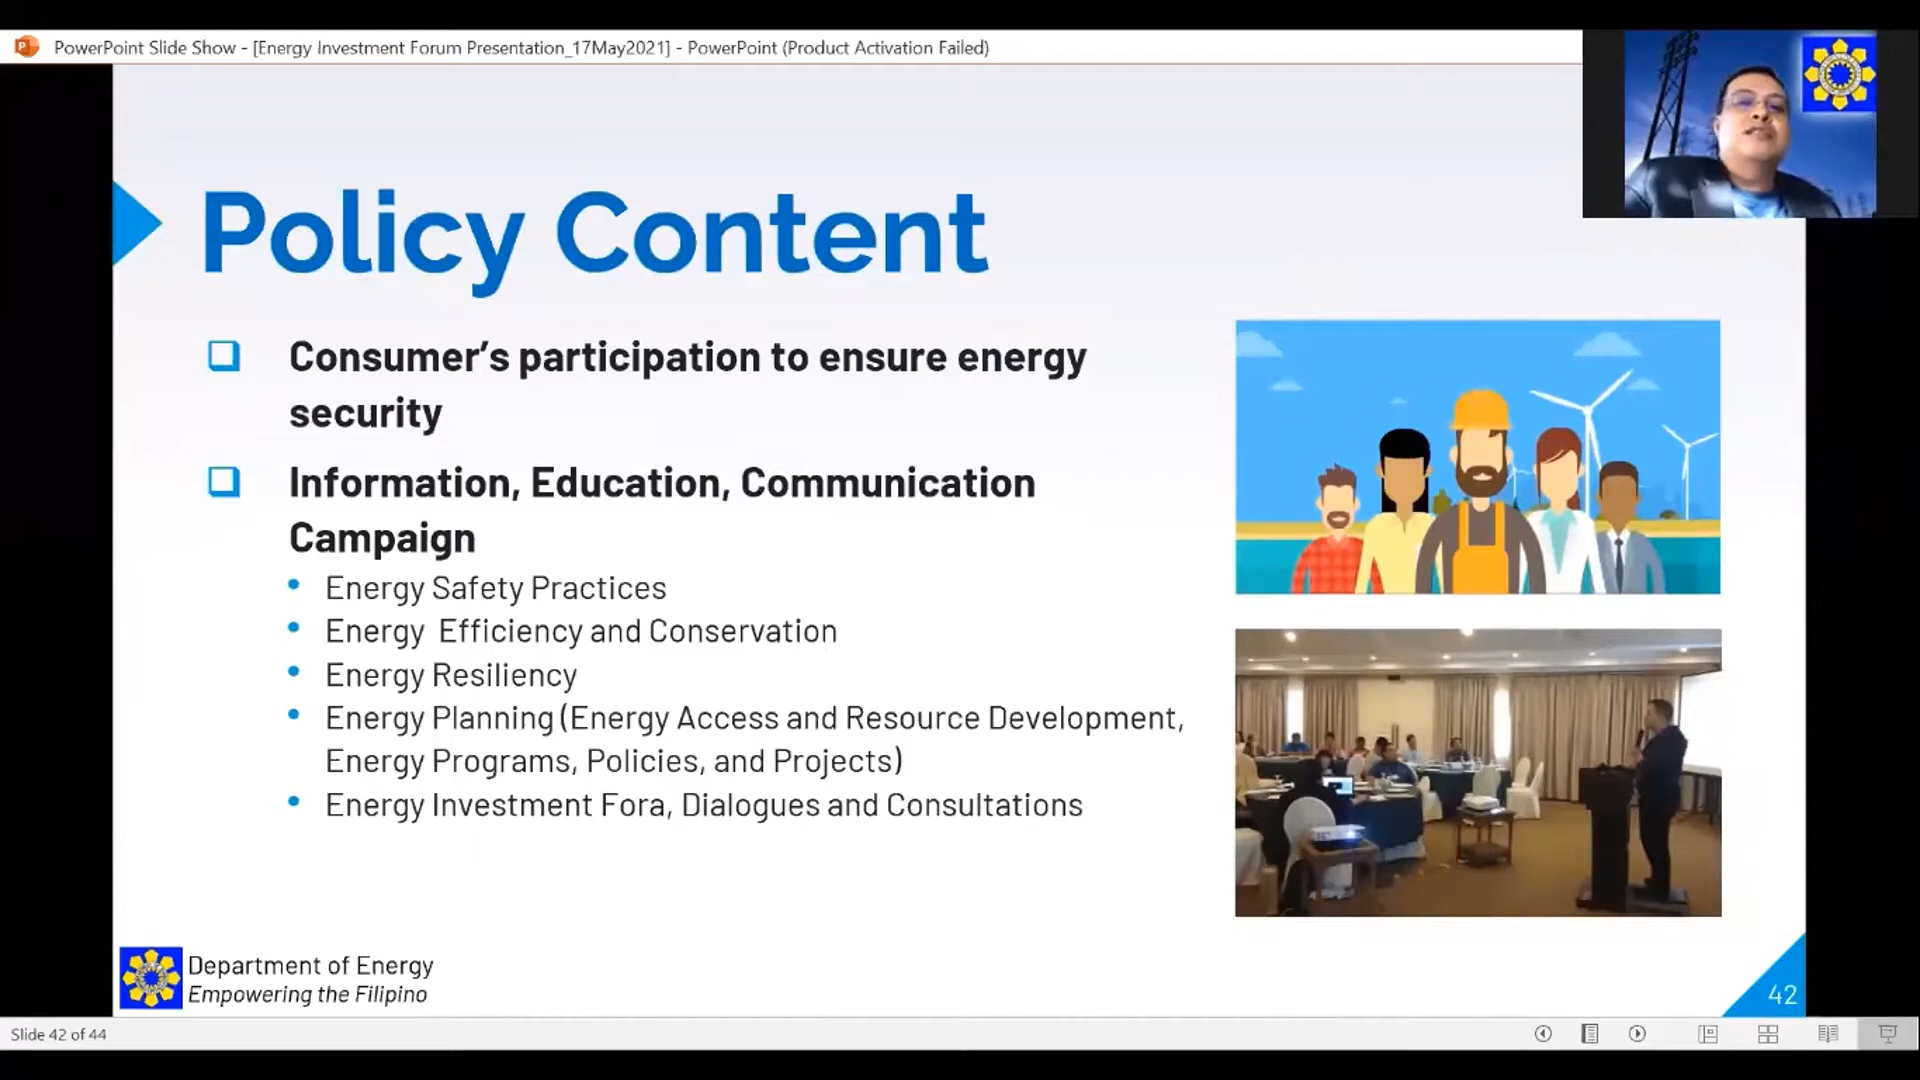 PowerPoint Slide Show - [Energy Investment Forum Presentation_17May2021] - PowerPoint (Product Activation Failed)
Policy Content
Consumer’s participation to ensure energy
security
Information, Education, Communication
Campaign
• Energy Safety Practices
• Energy  Efficiency and Conservation
• Energy Resiliency
• Energy Planning (Energy Access and Resource Development,
Energy Programs, Policies, and Projects)
• Energy Investment Fora, Dialogues and Consultations
Department of Energy
Empowering the Filipino
42
Slide 42 of 44